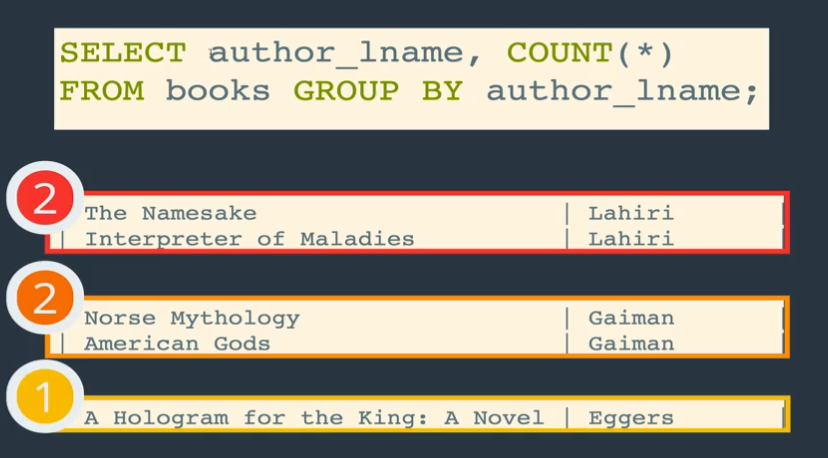 SELECT author_lname, COUNT(*)
FROM books GROUP BY author_lname;
2
The Namesake | Lahiri |
| Interpreter of Maladies | Lahiri |
2
Norse Mythology | Gaiman |
| American Gods | Gaiman |
1
A Hologram for the King: A Novel | Eggers |